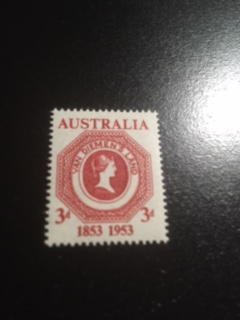 AUSTRALIA
VAN DIEMEN'S LAND
3d 3d
1853 1953